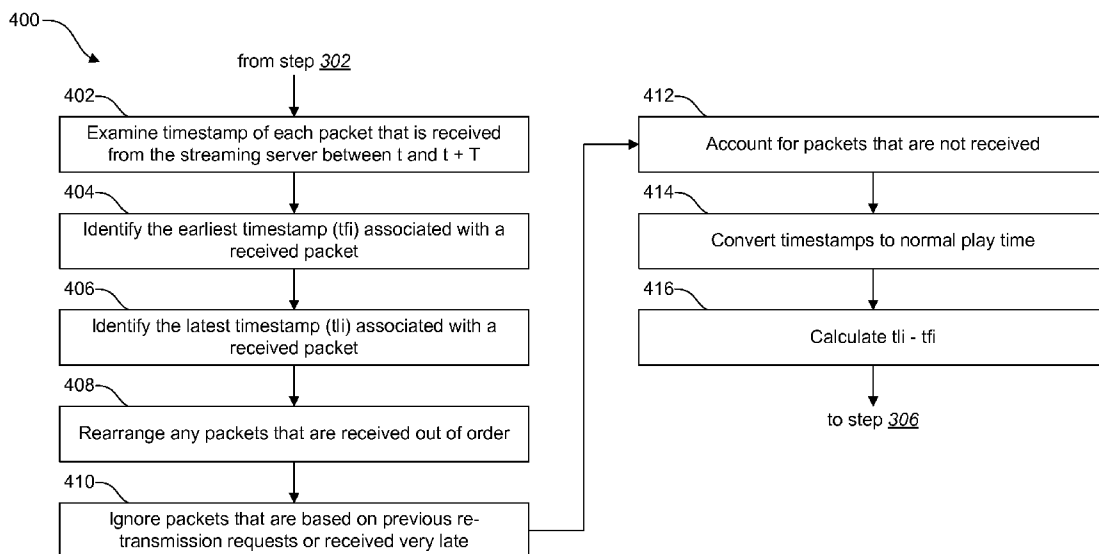 400
from step 302
402
Examine timestamp of each packet that is received
from the streaming server between t and t + T
404
Identify the earliest timestamp (tfi) associated with a
received packet
406
Identify the latest timestamp (tli) associated with a
received packet
408
Rearrange any packets that are received out of order
410
Ignore packets that are based on previous re-
transmission requests or received very late
412
Account for packets that are not received
414
Convert timestamps to normal play time
416
Calculate tli - tfi
to step 306